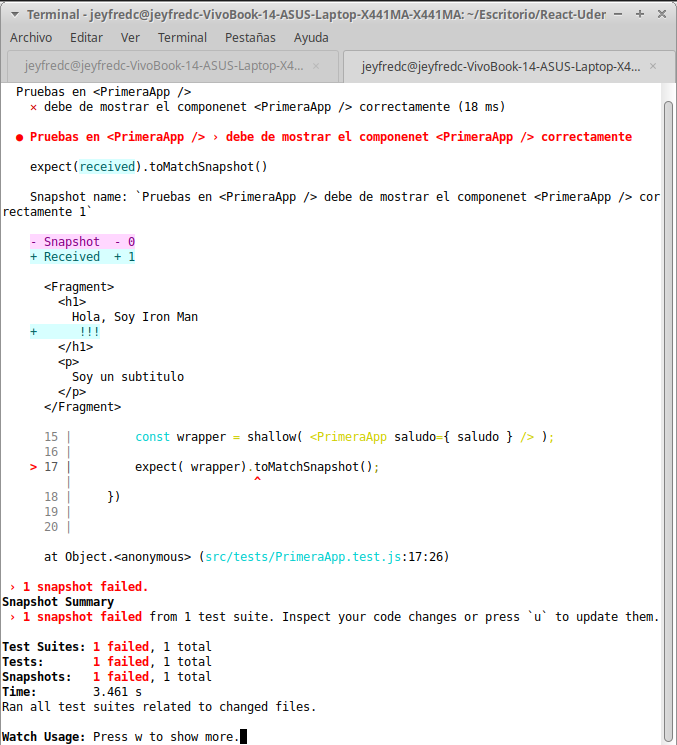 Terminal - jeyfredc@jeyfredc-VivoBook-14-ASUS-Laptop-X441MA-X441MA: ~/Escritorio/React-Uder
Archivo Editar Ver Terminal Pestañas Ayuda
jeyfredc@jeyfredc-VivoBook-14-ASUS-Laptop-X4... × jeyfredc@jeyfredc-VivoBook-14-ASUS-Laptop-X4... ×
Pruebas en <PrimeraApp />
✕ debe de mostrar el componenet <PrimeraApp /> correctamente (18 ms)
● Pruebas en <PrimeraApp /> › debe de mostrar el componenet <PrimeraApp /> correctamente
expect(received).toMatchSnapshot()
Snapshot name: `Pruebas en <PrimeraApp /> debe de mostrar el componenet <PrimeraApp /> cor
rectamente 1`
- Snapshot - 0
+ Received + 1
<Fragment>
<h1>
Hola, Soy Iron Man
+ !!!
</h1>
<p>
Soy un subtitulo
</p>
</Fragment>
15 | const wrapper = shallow( <PrimeraApp saludo={ saludo } /> );
16 |
> 17 | expect( wrapper).toMatchSnapshot();
| ^
18 | })
19 |
20 |
at Object.<anonymous> (src/tests/PrimeraApp.test.js:17:26)
› 1 snapshot failed.
Snapshot Summary
› 1 snapshot failed from 1 test suite. Inspect your code changes or press `u` to update them.
Test Suites: 1 failed, 1 total
Tests: 1 failed, 1 total
Snapshots: 1 failed, 1 total
Time: 3.461 s
Ran all test suites related to changed files.
Watch Usage: Press w to show more.